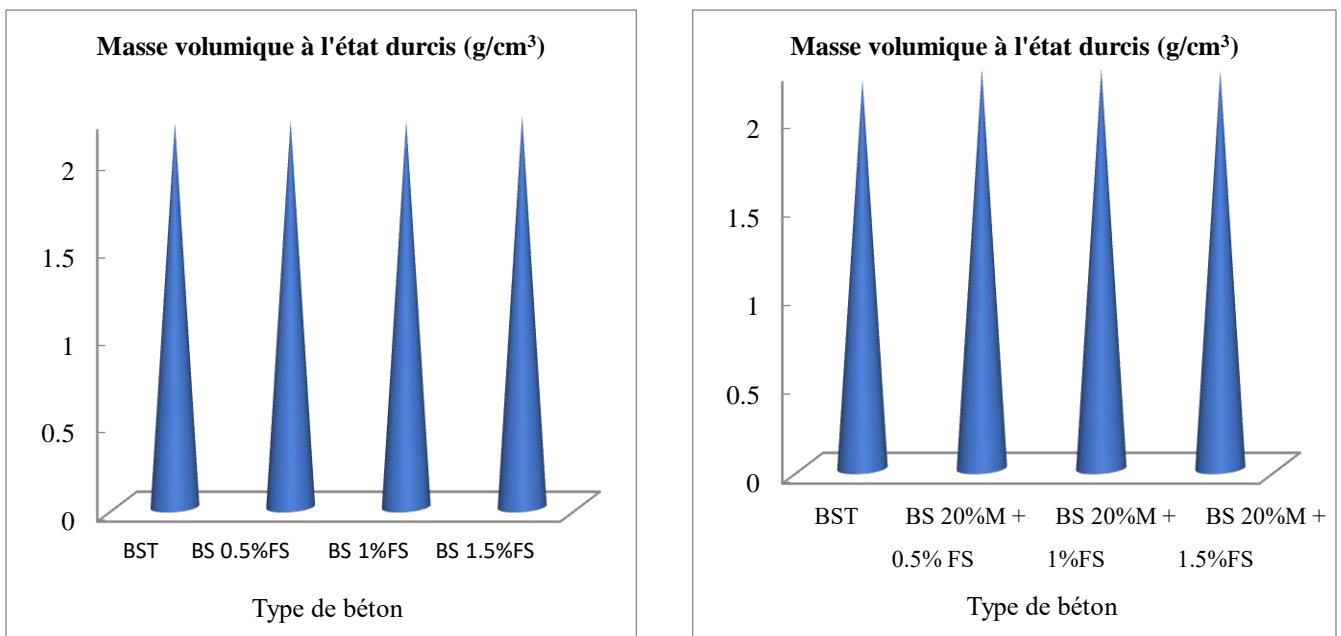 Masse volumique à l'état durcis (g/cm³)
2
1.5
1
0.5
0
BST BS 0.5%FS BS 1%FS BS 1.5%FS
Type de béton
Masse volumique à l'état durcis (g/cm³)
2
1.5
1
0.5
0
BST BS 20%M + BS 20%M + BS 20%M +
0.5% FS 1%FS 1.5%FS
Type de béton